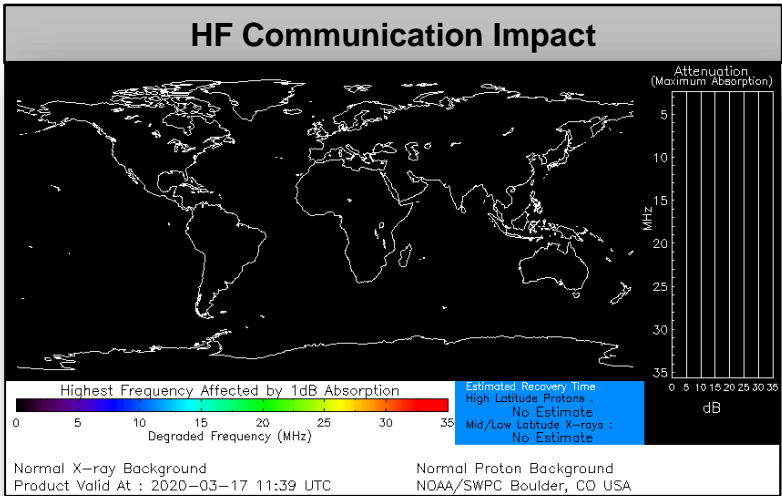 HF Communication Impact
Attenuation
(Maximum Absorption)
5
10
15
20
25
30
35
MHz
0 5 10 15 20 25 30 35
dB
Highest Frequency Affected by 1dB Absorption
0 5 10 15 20 25 30 35
Degraded Frequency (MHz)
Estimated Recovery Time
High Latitude Protons :
No Estimate
Mid/Low Latitude X-rays :
No Estimate
Normal X-ray Background
Normal Proton Background
Product Valid At : 2020-03-17 11:39 UTC
NOAA/SWPC Boulder, CO USA